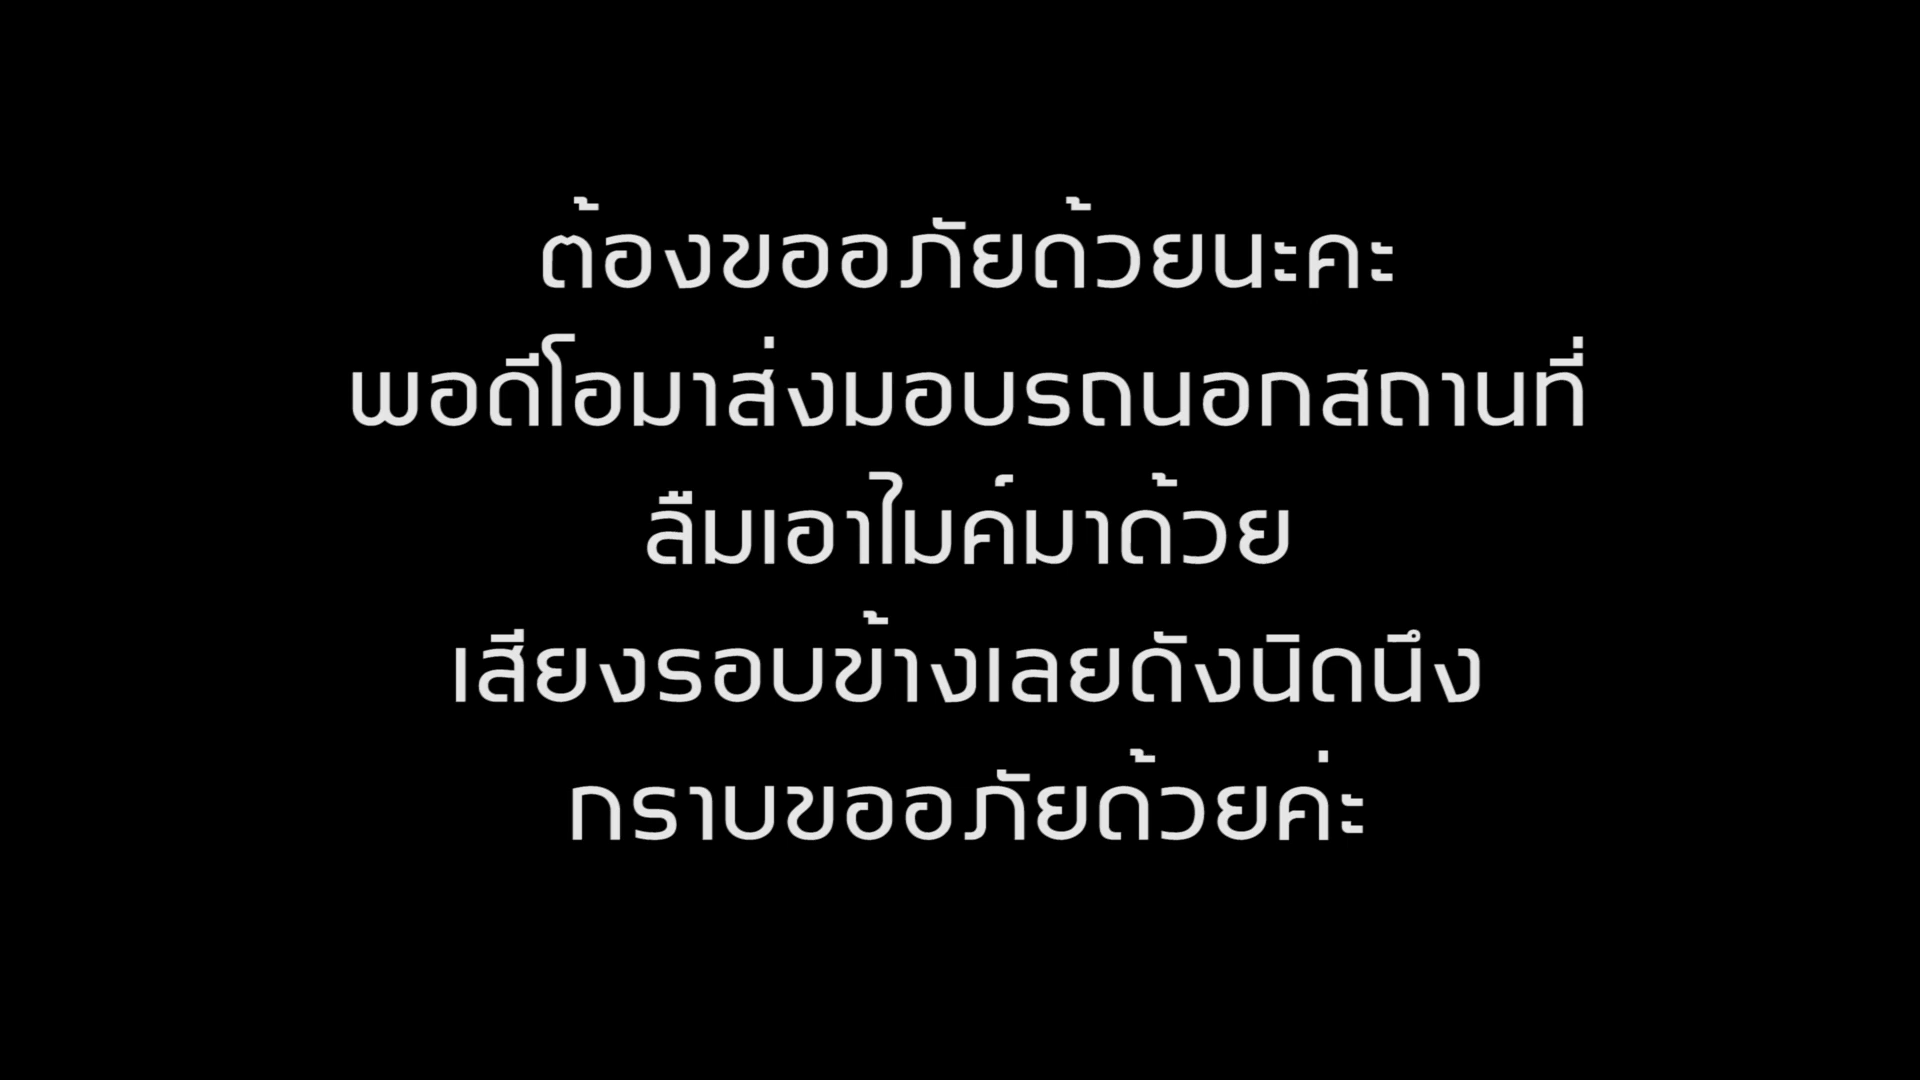 ต้องขออภัยด้วยนะคะ
พอดีโอมาส่งมอบรถนอกสถานที่
ลืมเอาไมค์มาด้วย
เสียงรอบข้างเลยดังนิดนึง
กราบขออภัยด้วยค่ะ